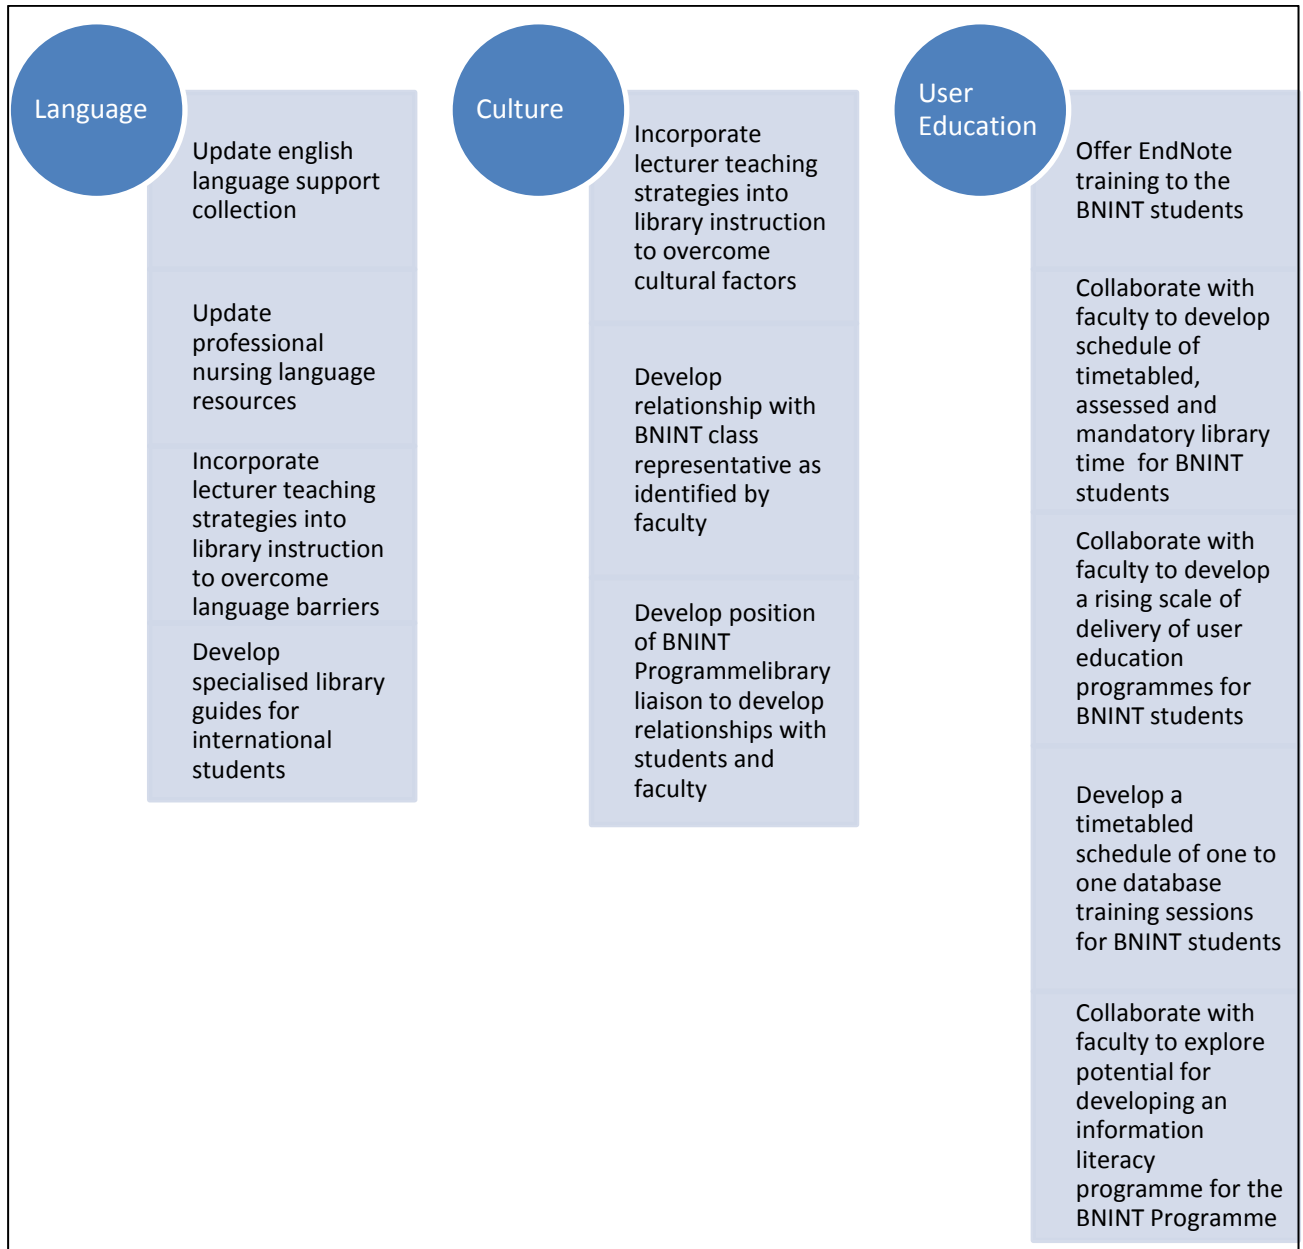 Language
Update english
language support
collection
Update
professional
nursing language
resources
Incorporate
lecturer teaching
strategies into
library instruction
to overcome
language barriers
Develop
specialised library
guides for
international
students
Culture
Incorporate
lecturer teaching
strategies into
library instruction
to overcome
cultural factors
Develop
relationship with
BNINT class
representative as
identified by
faculty
Develop position
of BNINT
Programmelibrary
liaison to develop
relationships with
students and
faculty
User
Education
Offer EndNote
training to the
BNINT students
Collaborate with
faculty to develop
schedule of
timetabled,
assessed and
mandatory library
time  for BNINT
students
Collaborate with
faculty to develop
a rising scale of
delivery of user
education
programmes for
BNINT students
Develop a
timetabled
schedule of one to
one database
training sessions
for BNINT students
Collaborate with
faculty to explore
potential for
developing an
information
literacy
programme for the
BNINT Programme